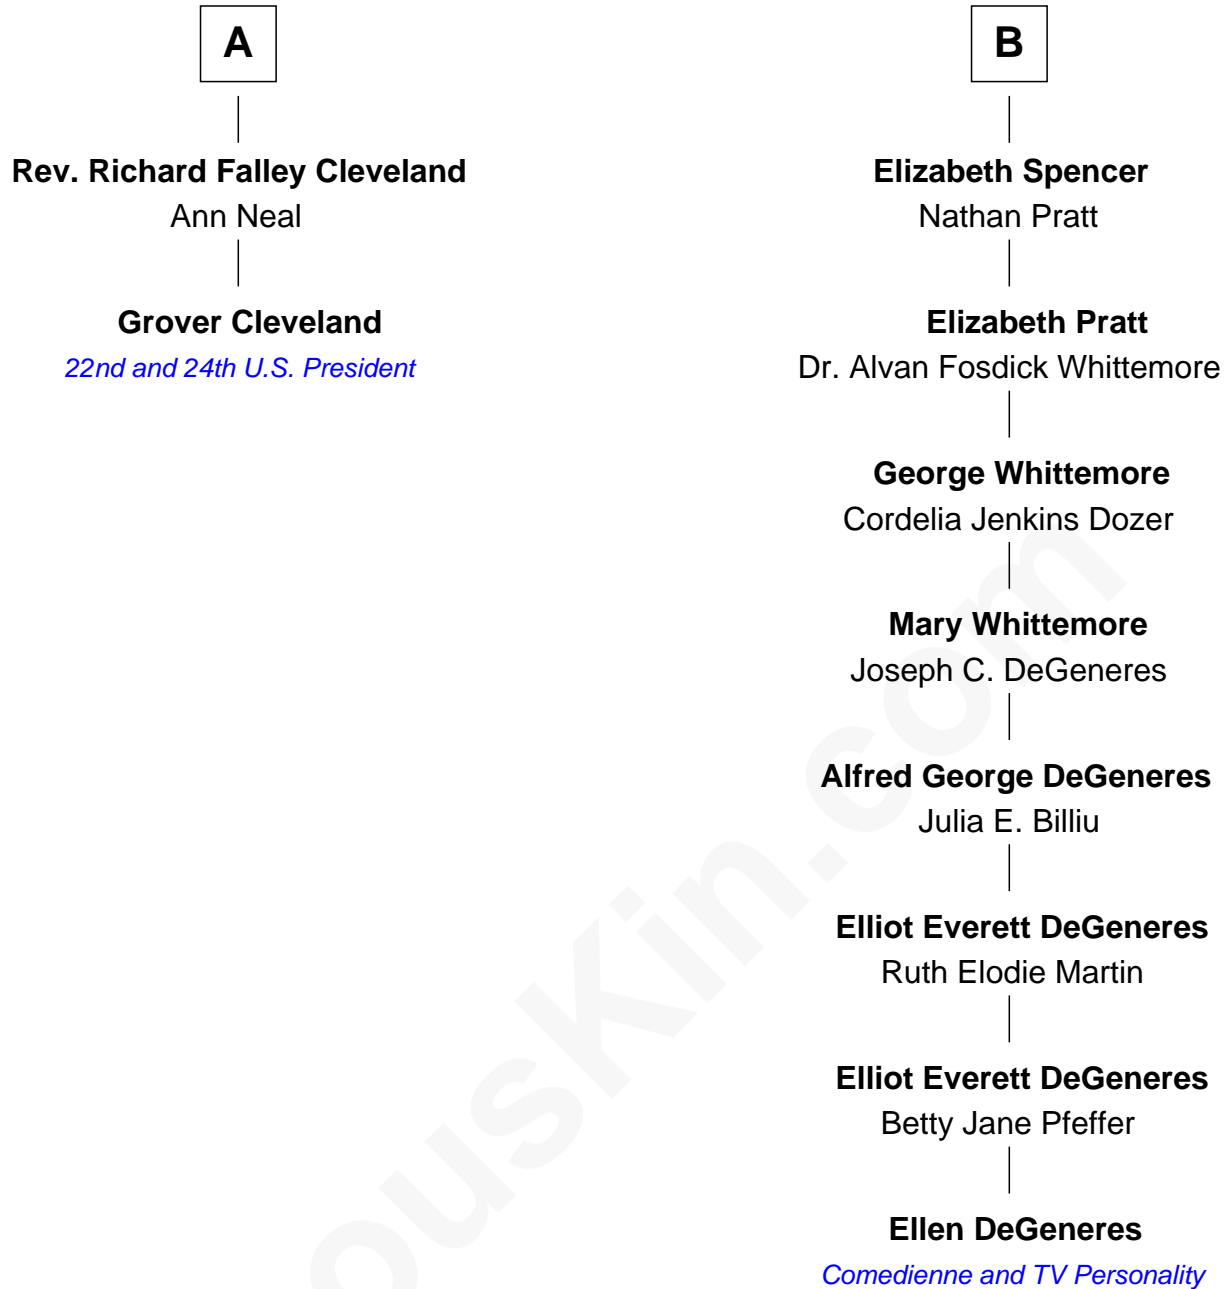 A
Rev. Richard Falley Cleveland
Ann Neal
Grover Cleveland
22nd and 24th U.S. President
B
Elizabeth Spencer
Nathan Pratt
Elizabeth Pratt
Dr. Alvan Fosdick Whittemore
George Whittemore
Cordelia Jenkins Dozer
Mary Whittemore
Joseph C. DeGeneres
Alfred George DeGeneres
Julia E. Billiu
Elliot Everett DeGeneres
Ruth Elodie Martin
Elliot Everett DeGeneres
Betty Jane Pfeffer
Ellen DeGeneres
Comedienne and TV Personality
ousKin.com